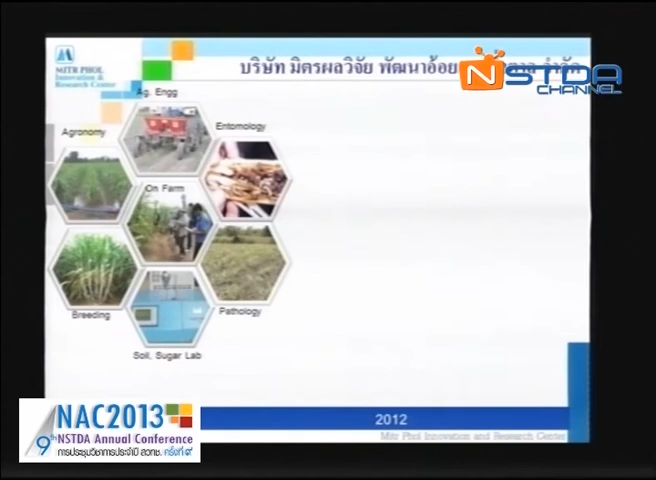 MITR PHOL
Innovation &
Research Center
บริษัท มิตรผลวิจัย พัฒนาอ้อย
จำกัด
NSTDA
CHANNEL
Ag. Engg
Agronomy
Entomology
On Farm
Breeding
Pathology
Soil, Sugar Lab
2012
Mitr Phol Innovation and Research Center
NAC2013
9th NSTDA Annual Conference
การประชุมวิชาการประจำปี สวทช. ครั้งที่ ๙